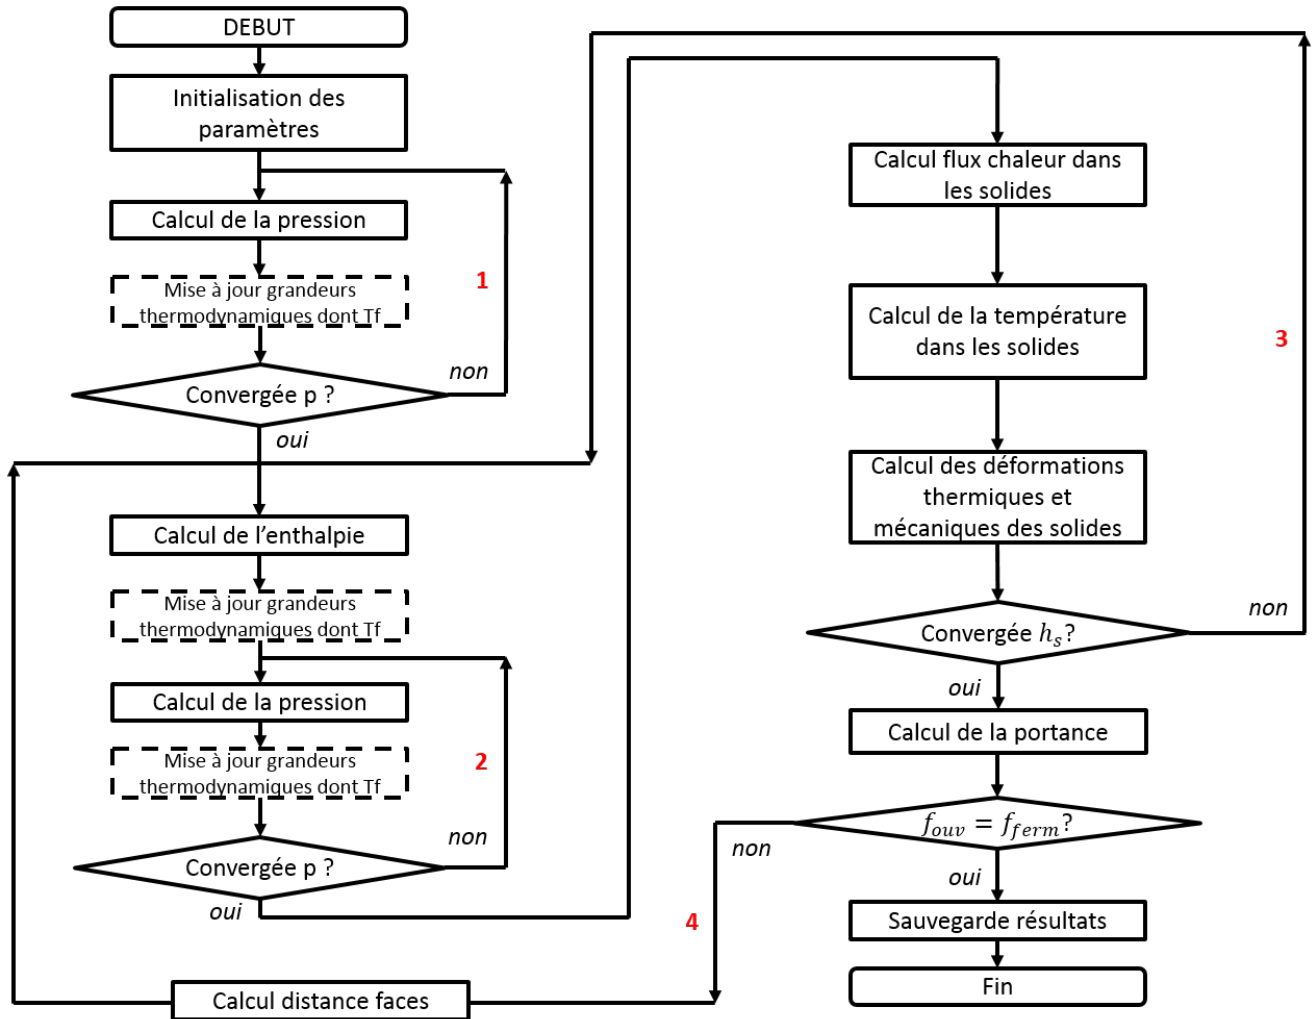 DEBUT
Initialisation des
paramètres
Calcul de la pression
Mise à jour grandeurs
thermodynamiques dont Tf
1
Convergée p ?
non
oui
Calcul de l'enthalpie
Mise à jour grandeurs
thermodynamiques dont Tf
Calcul de la pression
Mise à jour grandeurs
thermodynamiques dont Tf
2
Convergée p ?
non
oui
Calcul flux chaleur dans
les solides
Calcul de la température
dans les solides
3
Calcul des déformations
thermiques et
mécaniques des solides
Convergée h_s?
non
oui
Calcul de la portance
f_ouv = f_ferm?
non
oui
4
Calcul distance faces
Sauvegarde résultats
Fin